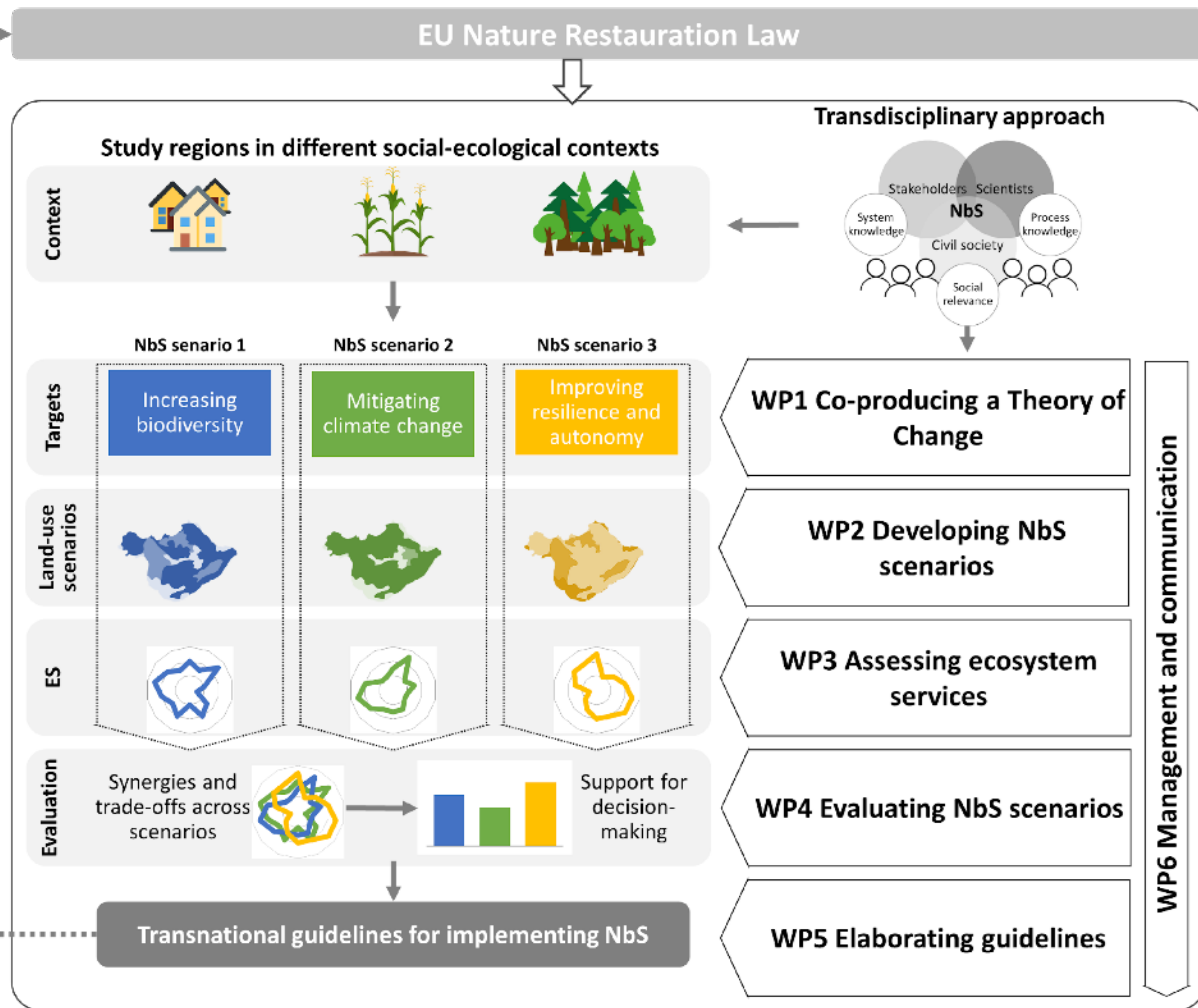 EU Nature Restauration Law
Transdisciplinary approach
Study regions in different social-ecological contexts
Context
Stakeholders
Scientists
NbS
System
knowledge
Process
knowledge
Civil society
Social
relevance
NbS senario 1
NbS scenario 2
NbS scenario 3
Targets
Increasing
biodiversity
Mitigating
climate change
Improving
resilience and
autonomy
WP1 Co-producing a Theory of
Change
Land-use
scenarios
WP2 Developing NbS
scenarios
ES
WP3 Assessing ecosystem
services
Evaluation
Synergies and
trade-offs across
scenarios
Support for
decision-
making
WP4 Evaluating NbS scenarios
Transnational guidelines for implementing NbS
WP5 Elaborating guidelines
WP6 Management and communication